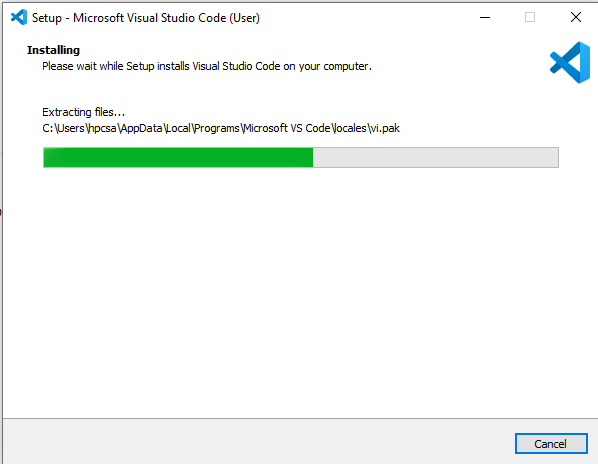 Setup - Microsoft Visual Studio Code (User)
Installing
Please wait while Setup installs Visual Studio Code on your computer.
Extracting files...
C:\Users\hpcsa\AppData\Local\Programs\Microsoft VS Code\locales\vi.pak
Cancel